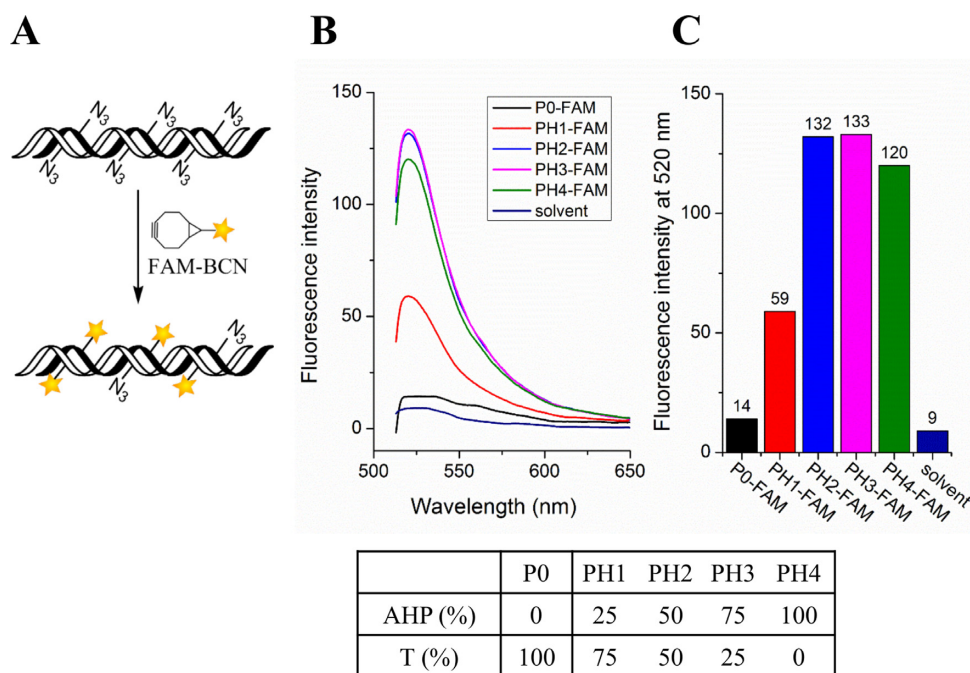 A
N3
N3
N3
N3
N3
N3
FAM-BCN
N3
N3
B
Fluorescence intensity
150
100
50
0
500
550
600
650
Wavelength (nm)
P0-FAM
PH1-FAM
PH2-FAM
PH3-FAM
PH4-FAM
solvent
C
Fluorescence intensity at 520 nm
150
100
50
0
14
59
132
133
120
9
P0-FAM
PH1-FAM
PH2-FAM
PH3-FAM
PH4-FAM
solvent
P0 PH1 PH2 PH3 PH4
AHP (%) 0 25 50 75 100
T (%) 100 75 50 25 0